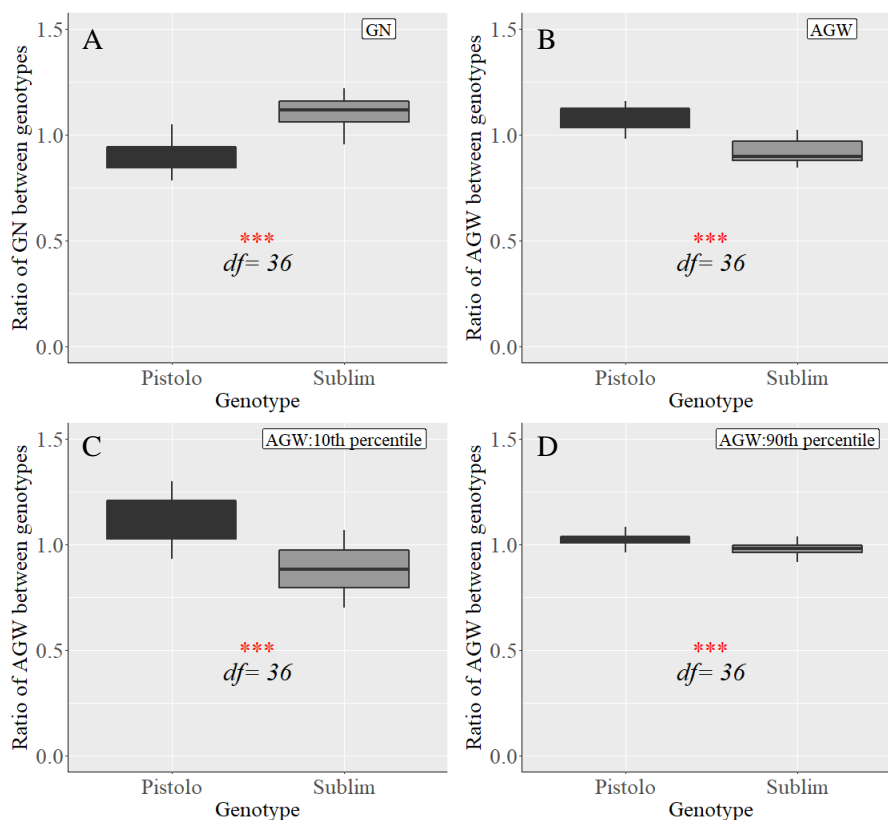 A
GN
Ratio of GN between genotypes
1.5
1.0
0.5
0.0
***
df= 36
Pistolo
Sublim
Genotype
B
AGW
Ratio of AGW between genotypes
1.5
1.0
0.5
0.0
***
df= 36
Pistolo
Sublim
Genotype
C
AGW:10th percentile
Ratio of AGW between genotypes
1.5
1.0
0.5
0.0
***
df= 36
Pistolo
Sublim
Genotype
D
AGW:90th percentile
Ratio of AGW between genotypes
1.5
1.0
0.5
0.0
***
df= 36
Pistolo
Sublim
Genotype